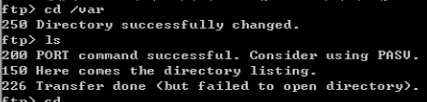 ftp> cd /var
250 Directory successfully changed.
ftp> ls
200 PORT command successful. Consider using PASV.
150 Here comes the directory listing.
226 Transfer done (but failed to open directory).
ftp> cd